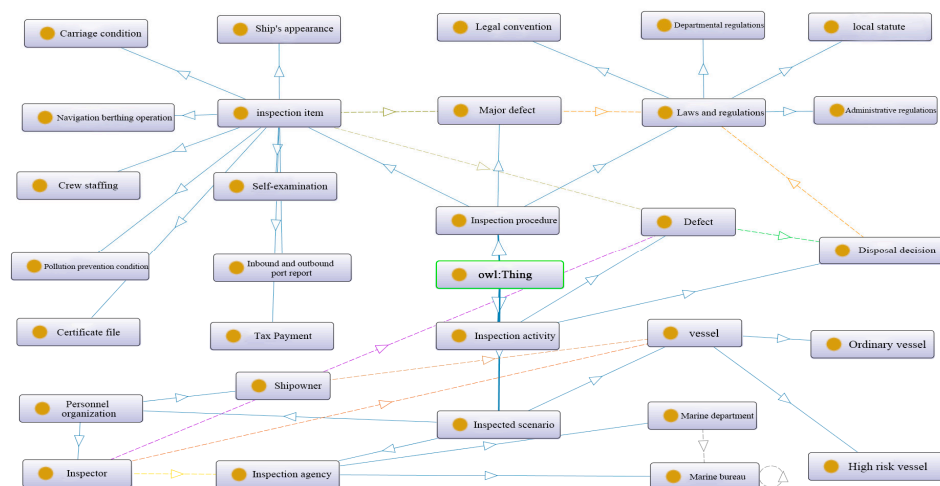 Carriage condition
Ship's appearance
Legal convention
Departmental regulations
local statute
Navigation berthing operation
inspection item
Major defect
Laws and regulations
Administrative regulations
Crew staffing
Self-examination
Inspection procedure
Defect
Disposal decision
Pollution prevention condition
Inbound and outbound
port report
owl:Thing
Certificate file
Tax Payment
Inspection activity
vessel
Ordinary vessel
Shipowner
Personnel
organization
Inspected scenario
Marine department
Inspector
Inspection agency
Marine bureau
High risk vessel